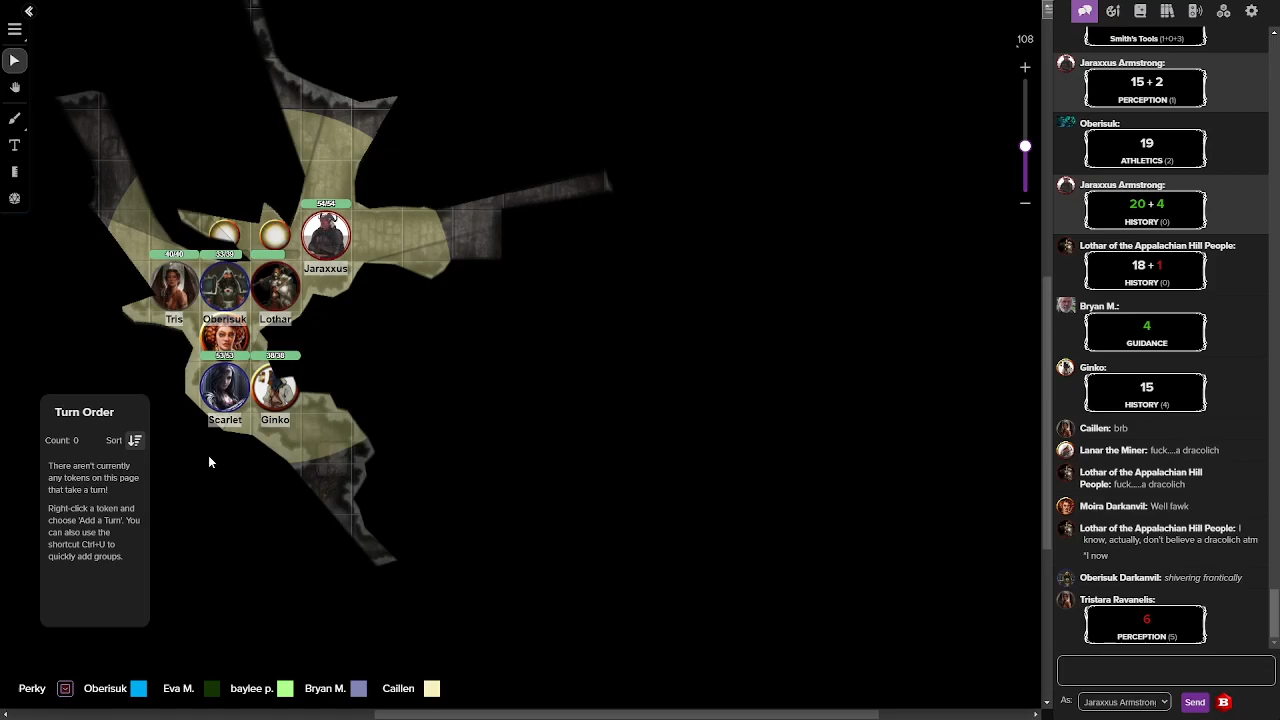 108
54/54
Jaraxxus
40/40
33/39
Tris
Oberisuk
Lothar
53/53
38/38
Scarlet
Ginko
Turn Order
Count: 0
Sort
There aren't currently
any tokens on this page
that take a turn!
Right-click a token and
choose 'Add a Turn'. You
can also use the
shortcut Ctrl+U to
quickly add groups.
Perky
Oberisuk
Eva M.
baylee p.
Bryan M.
Caillen
Smith's Tools (1+0+3)
Jaraxxus Armstrong:
15 + 2
PERCEPTION (1)
Oberisuk:
19
ATHLETICS (2)
Jaraxxus Armstrong:
20 + 4
HISTORY (0)
Lothar of the Appalachian Hill People:
18 + 1
HISTORY (0)
Bryan M.:
4
GUIDANCE
Ginko:
15
HISTORY (4)
Caillen: brb
Lanar the Miner: fuck....a dracolich
Lothar of the Appalachian Hill
People: fuck.....a dracolich
Moira Darkanvil: Well fawk
Lothar of the Appalachian Hill People: I
know, actually, don't believe a dracolich atm
*I now
Oberisuk Darkanvil: shivering frantically
Tristara Ravanelis:
6
PERCEPTION (5)
As:
Jaraxxus Armstron
Send
B